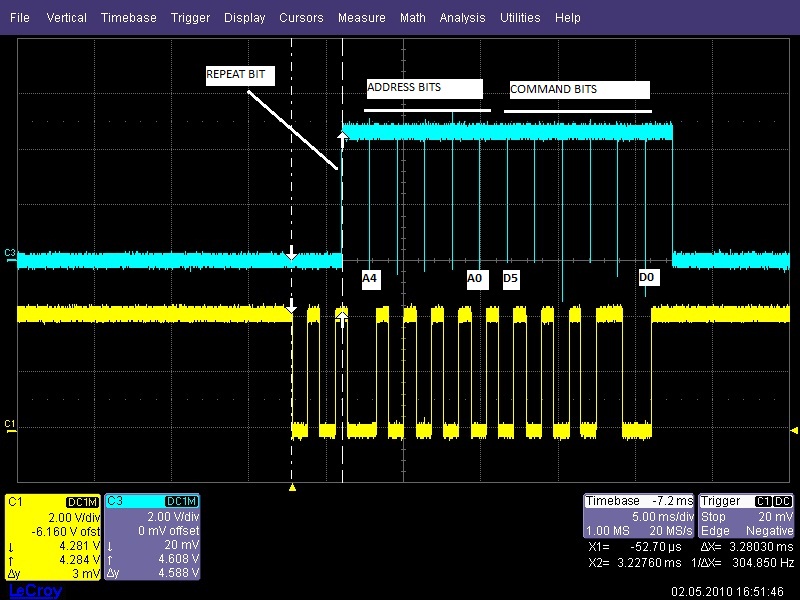 File Vertical Timebase Trigger Display Cursors Measure Math Analysis Utilities Help
REPEAT BIT
ADDRESS BITS
COMMAND BITS
C3
A4 A0 D5 D0
C1
C1 DC1M
2.00 V/div
-6.160 V ofst
4.281 V
4.284 V
Δy 3 mV
C3 DC1M
2.00 V/div
0 mV offset
20 mV
4.608 V
Δy 4.588 V
Timebase -7.2 ms
5.00 ms/div
1.00 MS 20 MS/s
Trigger C1 DC
Stop 20 mV
Edge Negative
X1= -52.70 µs ΔX= 3.28030 ms
X2= 3.22760 ms 1/ΔX= 304.850 Hz
LeCroy
02.05.2010 16:51:46